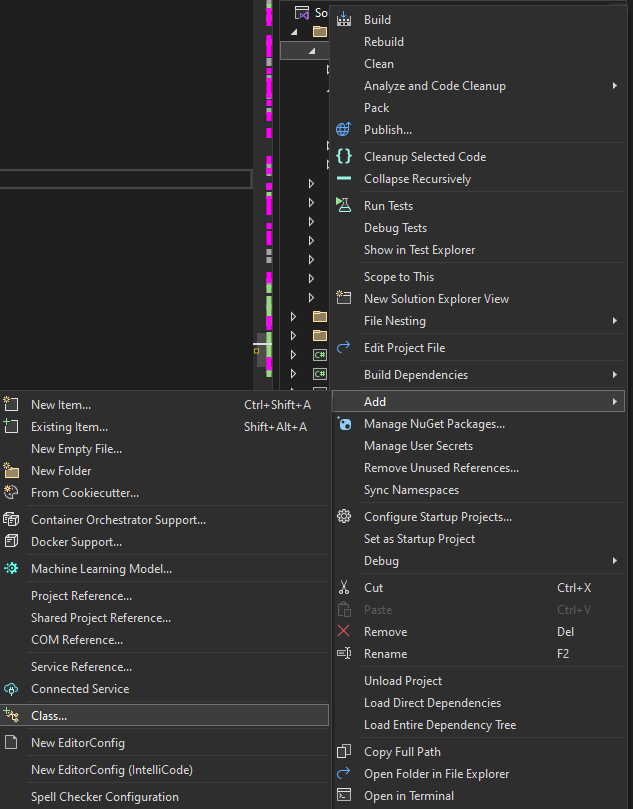 So
Build
Rebuild
Clean
Analyze and Code Cleanup
Pack
Publish...
Cleanup Selected Code
Collapse Recursively
Run Tests
Debug Tests
Show in Test Explorer
Scope to This
New Solution Explorer View
File Nesting
Edit Project File
Build Dependencies
Add
Manage NuGet Packages...
Manage User Secrets
Remove Unused References...
Sync Namespaces
Configure Startup Projects...
Set as Startup Project
Debug
Cut Ctrl+X
Paste Ctrl+V
Remove Del
Rename F2
Unload Project
Load Direct Dependencies
Load Entire Dependency Tree
Copy Full Path
Open Folder in File Explorer
Open in Terminal
C#
C#
New Item... Ctrl+Shift+A
Existing Item... Shift+Alt+A
New Empty File...
New Folder
From Cookiecutter...
Container Orchestrator Support...
Docker Support...
Machine Learning Model...
Project Reference...
Shared Project Reference...
COM Reference...
Service Reference...
Connected Service
Class...
New EditorConfig
New EditorConfig (IntelliCode)
Spell Checker Configuration